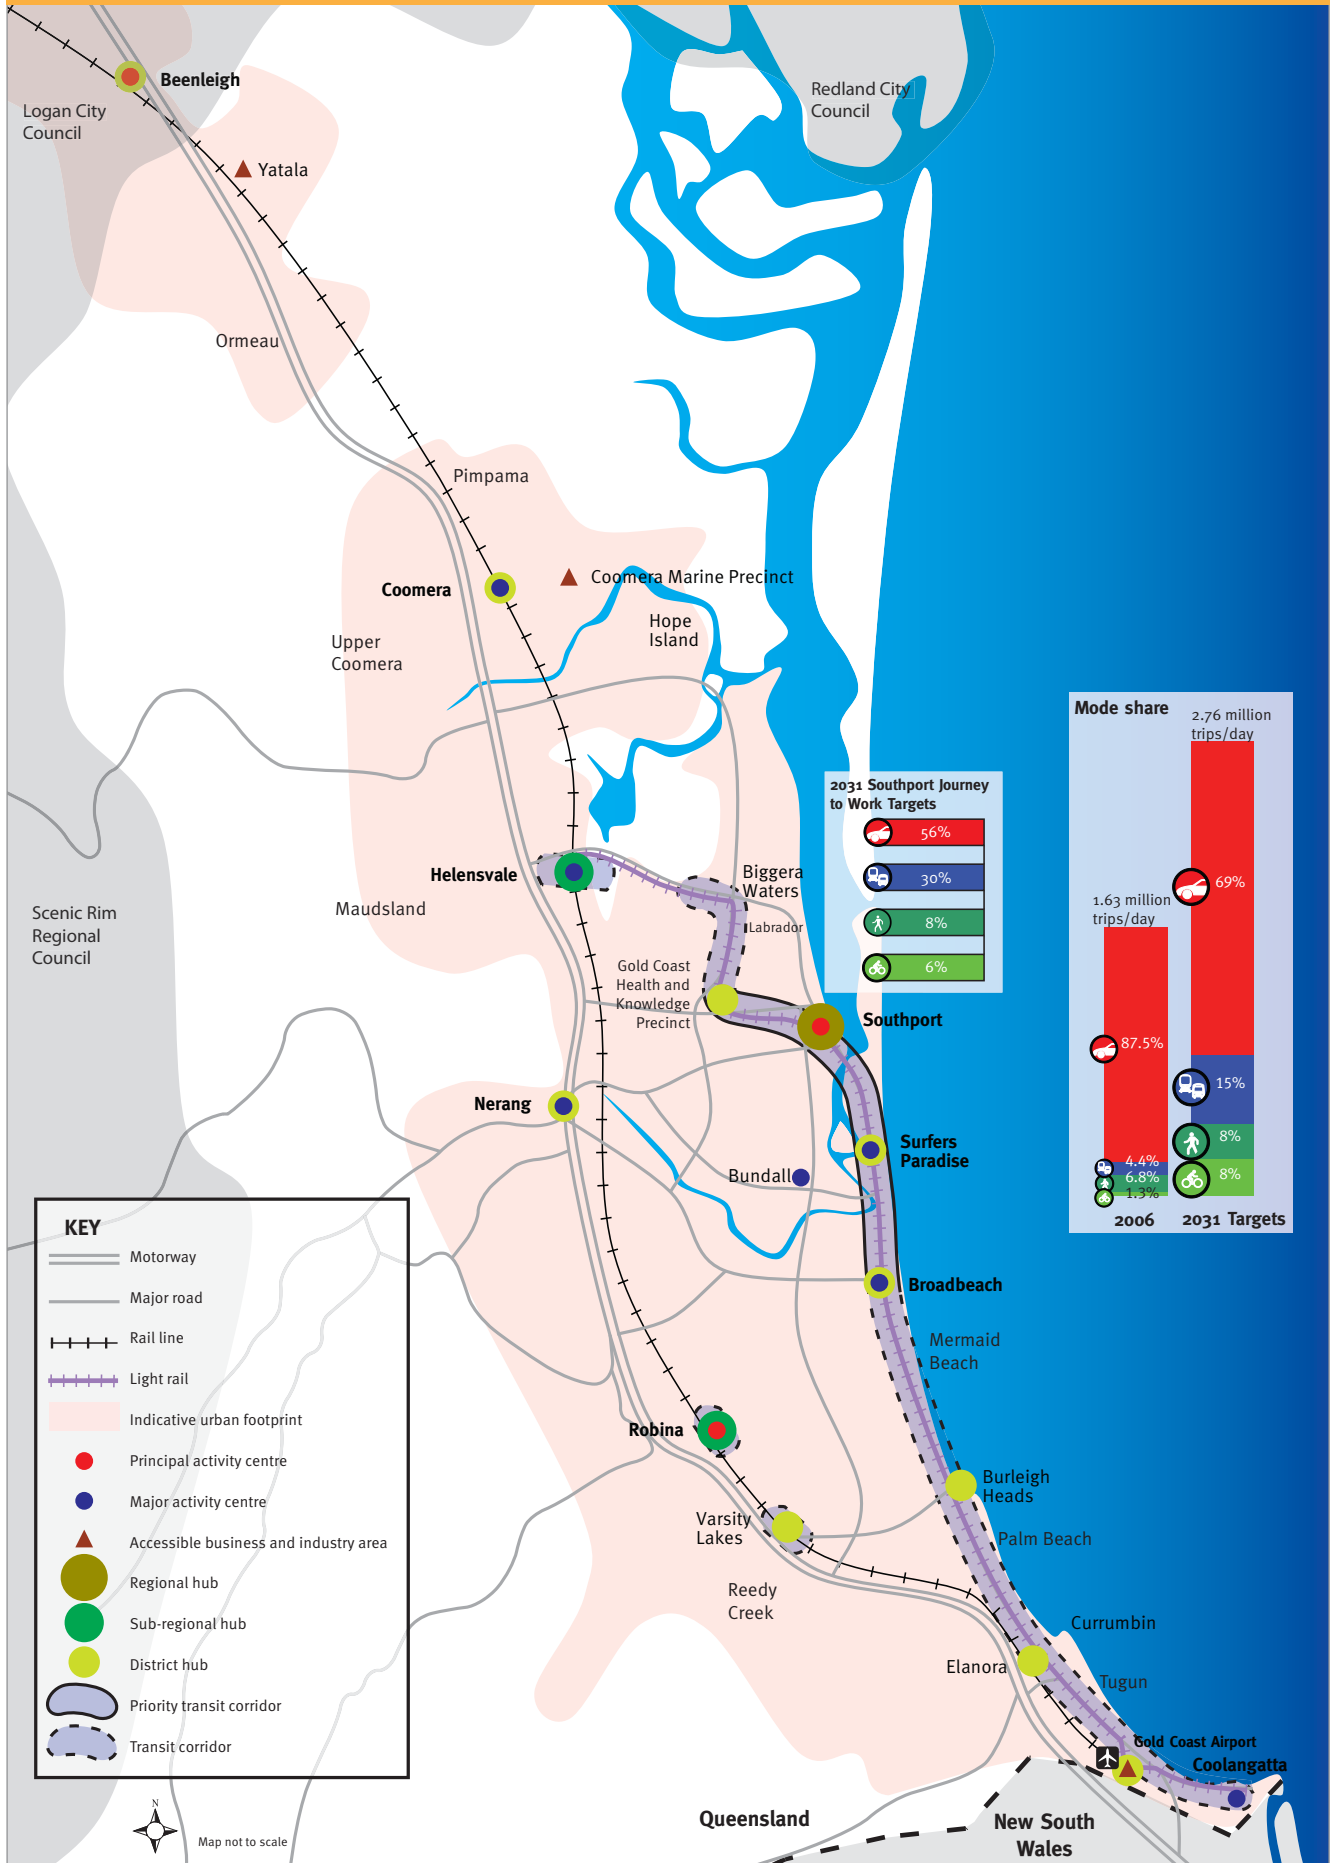 Beenleigh
Logan City
Council
Redland City
Council
Yatala
Ormeau
Pimpama
Coomera
Coomera Marine Precinct
Hope
Island
Upper
Coomera
Mode share
2.76 million
trips/day
69%
1.63 million
trips/day
87.5%
15%
8%
8%
4.4%
6.8%
1.3%
2006
2031 Targets
2031 Southport Journey
to Work Targets
56%
30%
8%
6%
Helensvale
Biggera
Waters
Labrador
Maudsland
Scenic Rim
Regional
Council
Gold Coast
Health and
Knowledge
Precinct
Southport
Nerang
Surfers
Paradise
Bundall
Broadbeach
Mermaid
Beach
Robina
Burleigh
Heads
Varsity
Lakes
Palm Beach
Reedy
Creek
Currumbin
Elanora
Tugun
Gold Coast Airport
Coolangatta
Queensland
New South
Wales
KEY
Motorway
Major road
Rail line
Light rail
Indicative urban footprint
Principal activity centre
Major activity centre
Accessible business and industry area
Regional hub
Sub-regional hub
District hub
Priority transit corridor
Transit corridor
N
Map not to scale